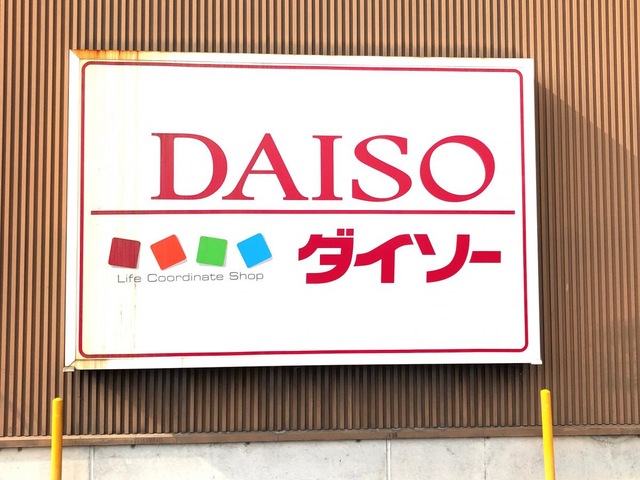 DAISO
ダイソー
Life Coordinate Shop